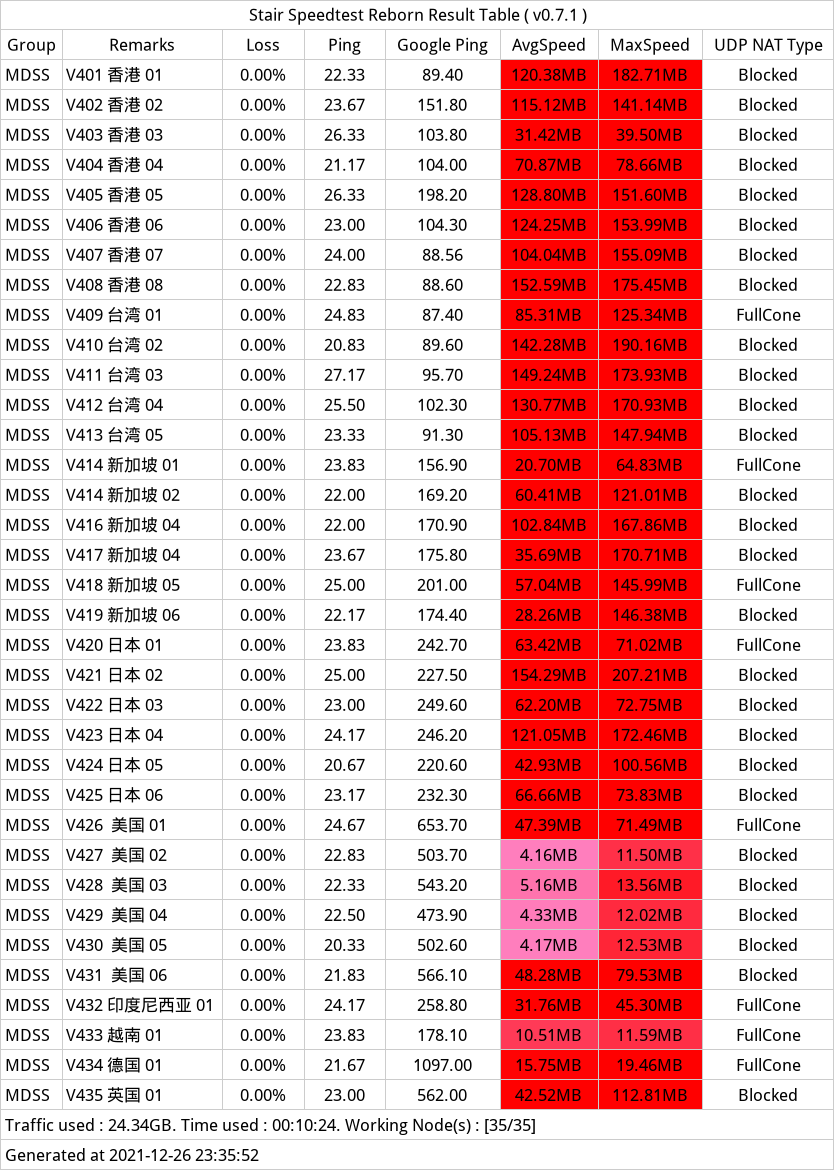 Stair Speedtest Reborn Result Table ( v0.7.1 )
Group Remarks Loss Ping Google Ping AvgSpeed MaxSpeed UDP NAT Type
MDSS V401 香港 01 0.00% 22.33 89.40 120.38MB 182.71MB Blocked
MDSS V402 香港 02 0.00% 23.67 151.80 115.12MB 141.14MB Blocked
MDSS V403 香港 03 0.00% 26.33 103.80 31.42MB 39.50MB Blocked
MDSS V404 香港 04 0.00% 21.17 104.00 70.87MB 78.66MB Blocked
MDSS V405 香港 05 0.00% 26.33 198.20 128.80MB 151.60MB Blocked
MDSS V406 香港 06 0.00% 23.00 104.30 124.25MB 153.99MB Blocked
MDSS V407 香港 07 0.00% 24.00 88.56 104.04MB 155.09MB Blocked
MDSS V408 香港 08 0.00% 22.83 88.60 152.59MB 175.45MB Blocked
MDSS V409 台湾 01 0.00% 24.83 87.40 85.31MB 125.34MB FullCone
MDSS V410 台湾 02 0.00% 20.83 89.60 142.28MB 190.16MB Blocked
MDSS V411 台湾 03 0.00% 27.17 95.70 149.24MB 173.93MB Blocked
MDSS V412 台湾 04 0.00% 25.50 102.30 130.77MB 170.93MB Blocked
MDSS V413 台湾 05 0.00% 23.33 91.30 105.13MB 147.94MB Blocked
MDSS V414 新加坡 01 0.00% 23.83 156.90 20.70MB 64.83MB FullCone
MDSS V414 新加坡 02 0.00% 22.00 169.20 60.41MB 121.01MB Blocked
MDSS V416 新加坡 04 0.00% 22.00 170.90 102.84MB 167.86MB Blocked
MDSS V417 新加坡 04 0.00% 23.67 175.80 35.69MB 170.71MB Blocked
MDSS V418 新加坡 05 0.00% 25.00 201.00 57.04MB 145.99MB FullCone
MDSS V419 新加坡 06 0.00% 22.17 174.40 28.26MB 146.38MB Blocked
MDSS V420 日本 01 0.00% 23.83 242.70 63.42MB 71.02MB FullCone
MDSS V421 日本 02 0.00% 25.00 227.50 154.29MB 207.21MB Blocked
MDSS V422 日本 03 0.00% 23.00 249.60 62.20MB 72.75MB Blocked
MDSS V423 日本 04 0.00% 24.17 246.20 121.05MB 172.46MB Blocked
MDSS V424 日本 05 0.00% 20.67 220.60 42.93MB 100.56MB Blocked
MDSS V425 日本 06 0.00% 23.17 232.30 66.66MB 73.83MB Blocked
MDSS V426 美国 01 0.00% 24.67 653.70 47.39MB 71.49MB FullCone
MDSS V427 美国 02 0.00% 22.83 503.70 4.16MB 11.50MB Blocked
MDSS V428 美国 03 0.00% 22.33 543.20 5.16MB 13.56MB Blocked
MDSS V429 美国 04 0.00% 22.50 473.90 4.33MB 12.02MB Blocked
MDSS V430 美国 05 0.00% 20.33 502.60 4.17MB 12.53MB Blocked
MDSS V431 美国 06 0.00% 21.83 566.10 48.28MB 79.53MB Blocked
MDSS V432 印度尼西亚 01 0.00% 24.17 258.80 31.76MB 45.30MB FullCone
MDSS V433 越南 01 0.00% 23.83 178.10 10.51MB 11.59MB FullCone
MDSS V434 德国 01 0.00% 21.67 1097.00 15.75MB 19.46MB FullCone
MDSS V435 英国 01 0.00% 23.00 562.00 42.52MB 112.81MB Blocked
Traffic used : 24.34GB. Time used : 00:10:24. Working Node(s) : [35/35]
Generated at 2021-12-26 23:35:52